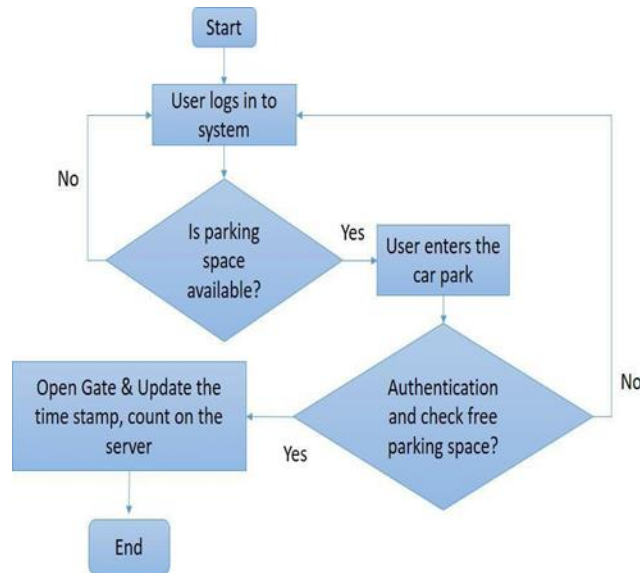 Start
User logs in to
system
No
Is parking
space
available?
Yes
User enters the
car park
Authentication
and check free
parking space?
No
Yes
Open Gate & Update the
time stamp, count on the
server
End